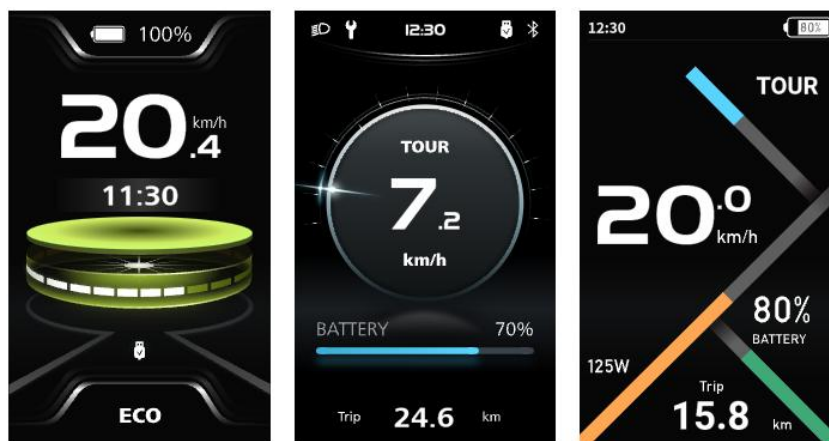 100%
20.4 km/h
11:30
ECO
12:30
TOUR
7.2
km/h
BATTERY 70%
Trip 24.6 km
12:30 80%
TOUR
20.0 km/h
80%
BATTERY
125W
Trip
15.8 km